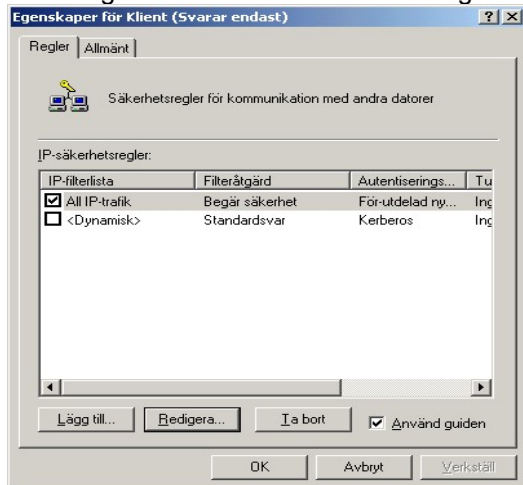 Egenskaper för Klient (Svarar endast)
Regler
Allmänt
Säkerhetsregler för kommunikation med andra datorer
IP-säkerhetsregler:
IP-filterlista Filteråtgärd Autentiserings... Tu
All IP-trafik Begär säkerhet För-utdelad ny... Ing
<Dynamisk> Standardsvar Kerberos Ing
Lägg till... Redigera... Ta bort Använd guiden
OK Avbryt Verkställ